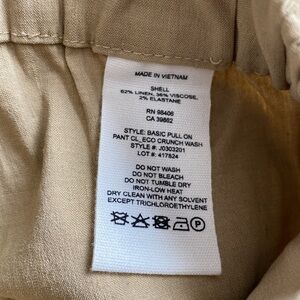 MADE IN VIETNAM
SHELL
62% LINEN, 36% VISCOSE,
2% ELASTANE
RN 98406
CA 39662
STYLE: BASIC PULL ON
PANT CL_ECO CRUNCH WASH
STYLE #: J0303201
LOT #: 417824
DO NOT WASH
DO NOT BLEACH
DO NOT TUMBLE DRY
IRON-LOW HEAT
DRY CLEAN WITH ANY SOLVENT
EXCEPT TRICHLOROETHYLENE
P